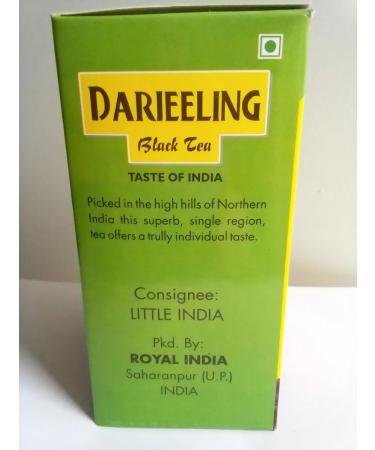 DARJEELING
Black Tea
TASTE OF INDIA
Picked in the high hills of Northern
India this superb, single region,
tea offers a trully individual taste.
Consignee:
LITTLE INDIA
Pkd. By:
ROYAL INDIA
Saharanpur (U.P.)
INDIA